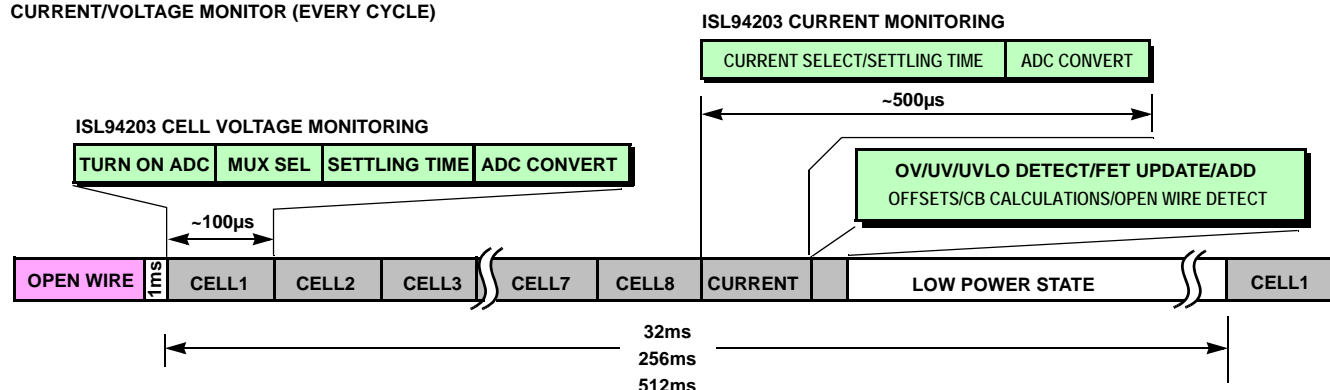 CURRENT/VOLTAGE MONITOR (EVERY CYCLE)
ISL94203 CURRENT MONITORING
CURRENT SELECT/SETTLING TIME
ADC CONVERT
~500µs
ISL94203 CELL VOLTAGE MONITORING
TURN ON ADC
MUX SEL
SETTLING TIME
ADC CONVERT
OV/UV/UVLO DETECT/FET UPDATE/ADD
OFFSETS/CB CALCULATIONS/OPEN WIRE DETECT
~100µs
OPEN WIRE
1ms
CELL1
CELL2
CELL3
CELL7
CELL8
CURRENT
LOW POWER STATE
CELL1
32ms
256ms
512ms